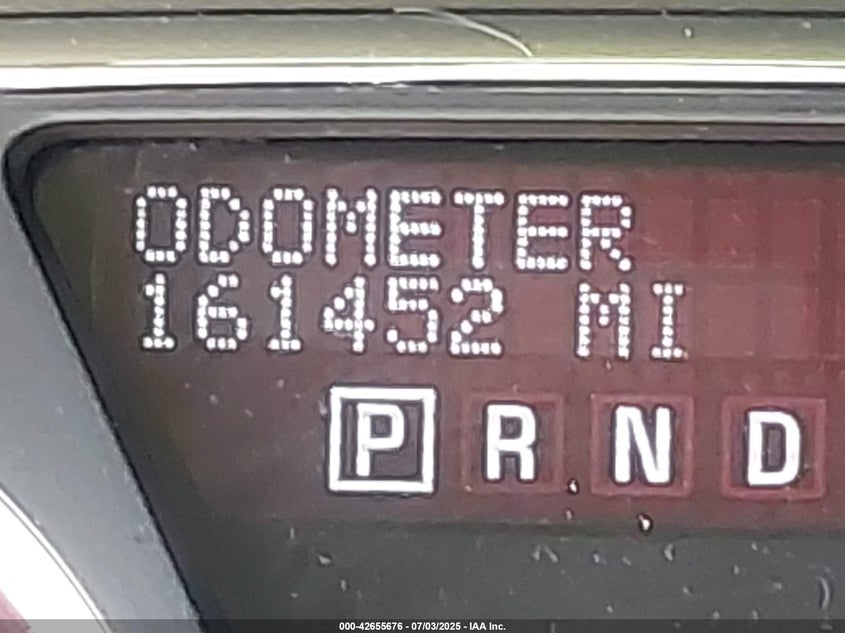 ODOMETER
161452 MI
P R N D
000-42655676 - 07/03/2025 - IAA Inc.